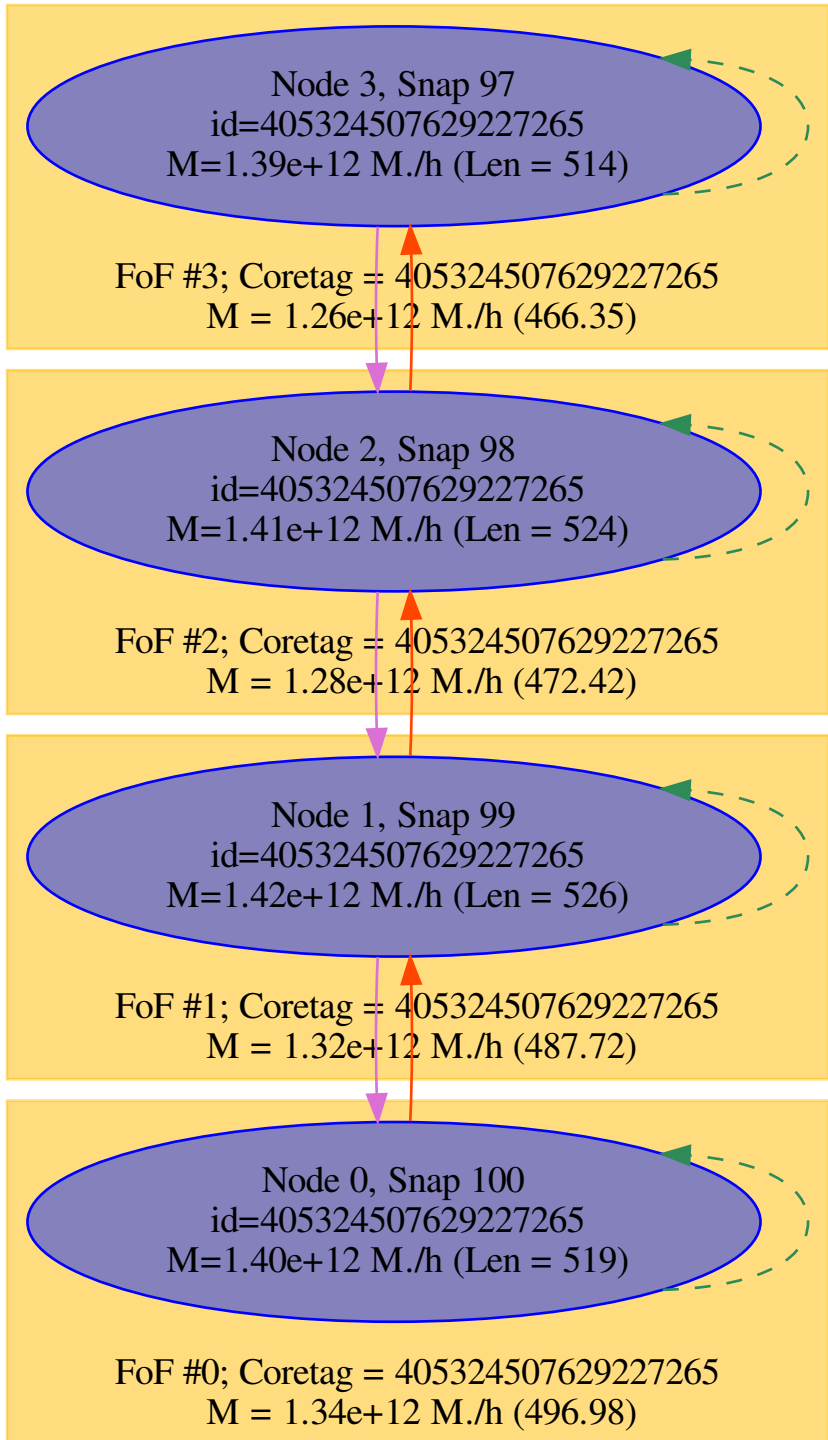 Node 3, Snap 97
id=405324507629227265
M=1.39e+12 M./h (Len = 514)
FoF #3; Coretag = 405324507629227265
M = 1.26e+12 M./h (466.35)
Node 2, Snap 98
id=405324507629227265
M=1.41e+12 M./h (Len = 524)
FoF #2; Coretag = 405324507629227265
M = 1.28e+12 M./h (472.42)
Node 1, Snap 99
id=405324507629227265
M=1.42e+12 M./h (Len = 526)
FoF #1; Coretag = 405324507629227265
M = 1.32e+12 M./h (487.72)
Node 0, Snap 100
id=405324507629227265
M=1.40e+12 M./h (Len = 519)
FoF #0; Coretag = 405324507629227265
M = 1.34e+12 M./h (496.98)